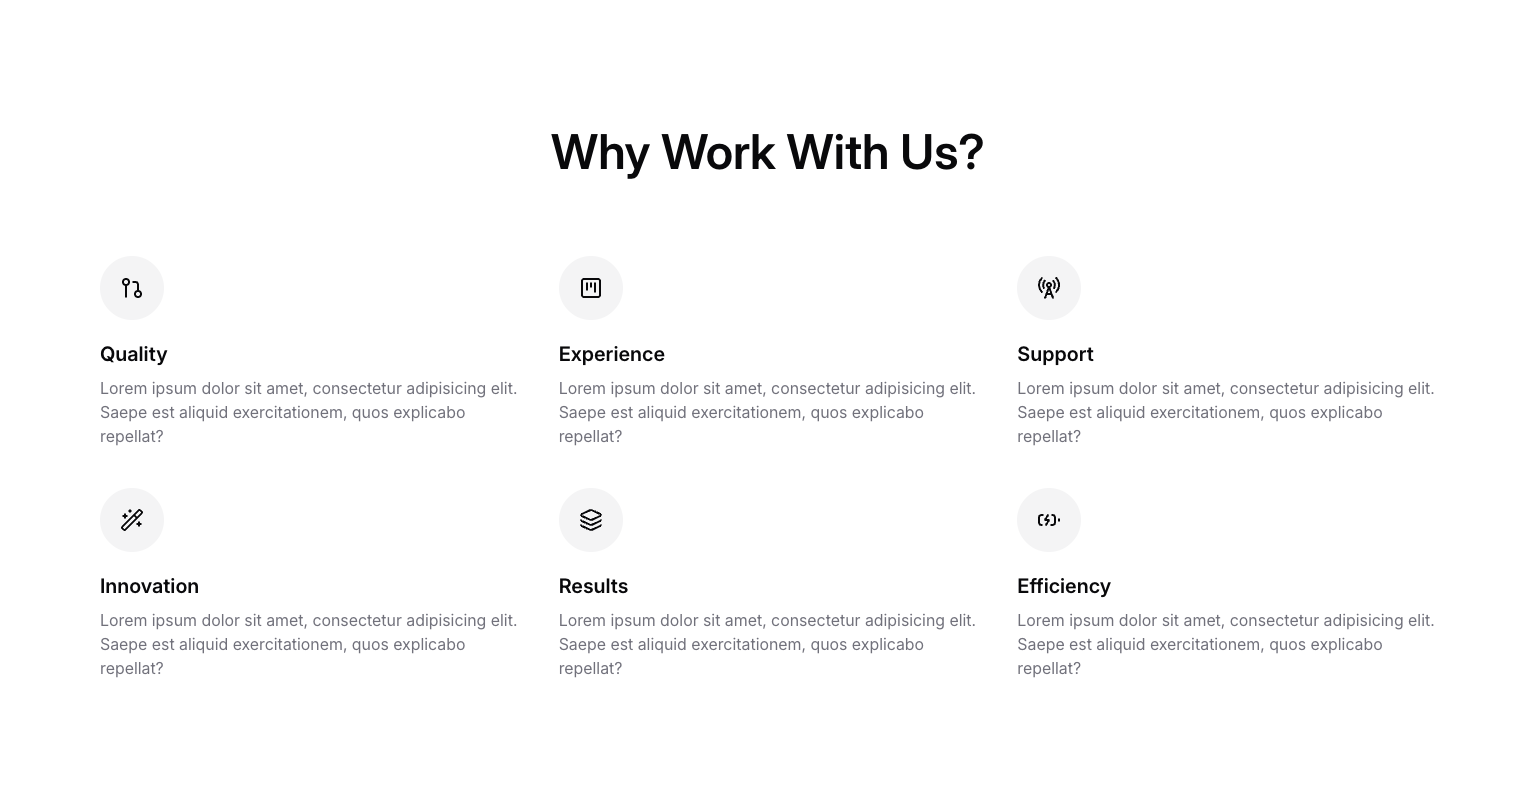 Why Work With Us?
Quality
Lorem ipsum dolor sit amet, consectetur adipisicing elit.
Saepe est aliquid exercitationem, quos explicabo
repellat?
Experience
Lorem ipsum dolor sit amet, consectetur adipisicing elit.
Saepe est aliquid exercitationem, quos explicabo
repellat?
Support
Lorem ipsum dolor sit amet, consectetur adipisicing elit.
Saepe est aliquid exercitationem, quos explicabo
repellat?
Innovation
Lorem ipsum dolor sit amet, consectetur adipisicing elit.
Saepe est aliquid exercitationem, quos explicabo
repellat?
Results
Lorem ipsum dolor sit amet, consectetur adipisicing elit.
Saepe est aliquid exercitationem, quos explicabo
repellat?
Efficiency
Lorem ipsum dolor sit amet, consectetur adipisicing elit.
Saepe est aliquid exercitationem, quos explicabo
repellat?